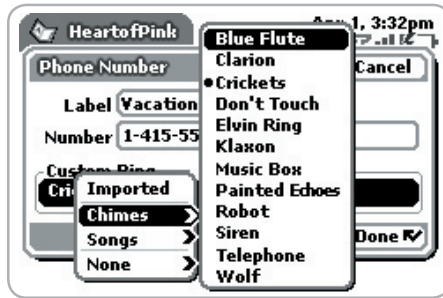 HeartofPink
1, 3:32pm
Phone Number
Cancel
Label Vacation
Number 1-415-55
Custom Ring
Cri
Imported
Chimes
Songs
None
Blue Flute
Clarion
Crickets
Don't Touch
Elvin Ring
Klaxon
Music Box
Painted Echoes
Robot
Siren
Telephone
Wolf
Done